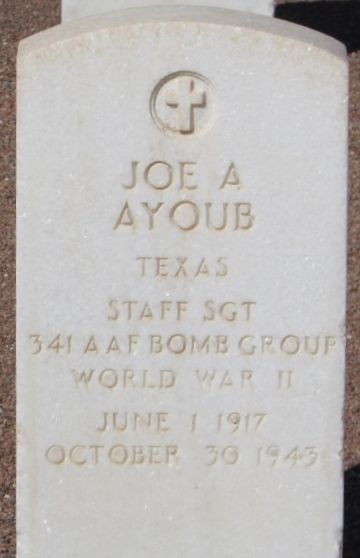 JOE A
AYOUB
TEXAS
STAFF SGT
341 AAF BOMB GROUP
WORLD WAR II
JUNE 1 1917
OCTOBER 30 1943